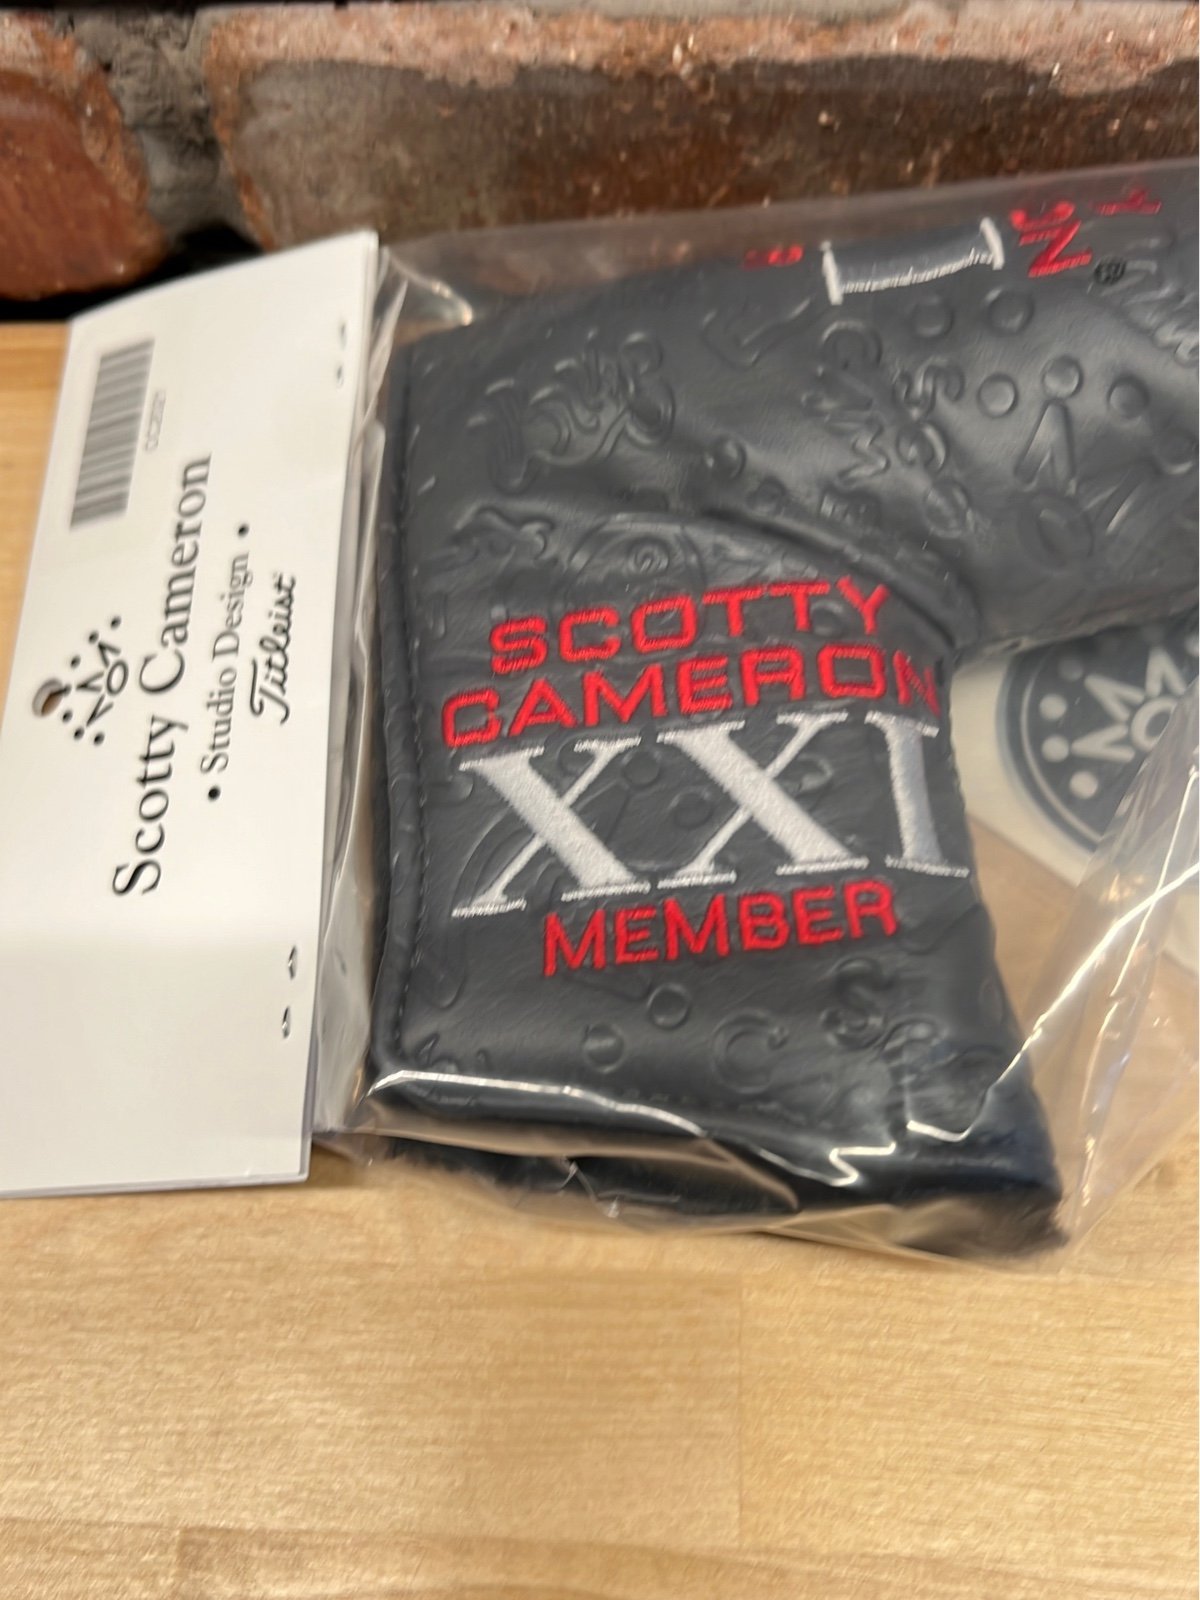 Scotty Cameron
• Studio Design •
Titleist
SCOTTY
CAMERON
XXI
MEMBER